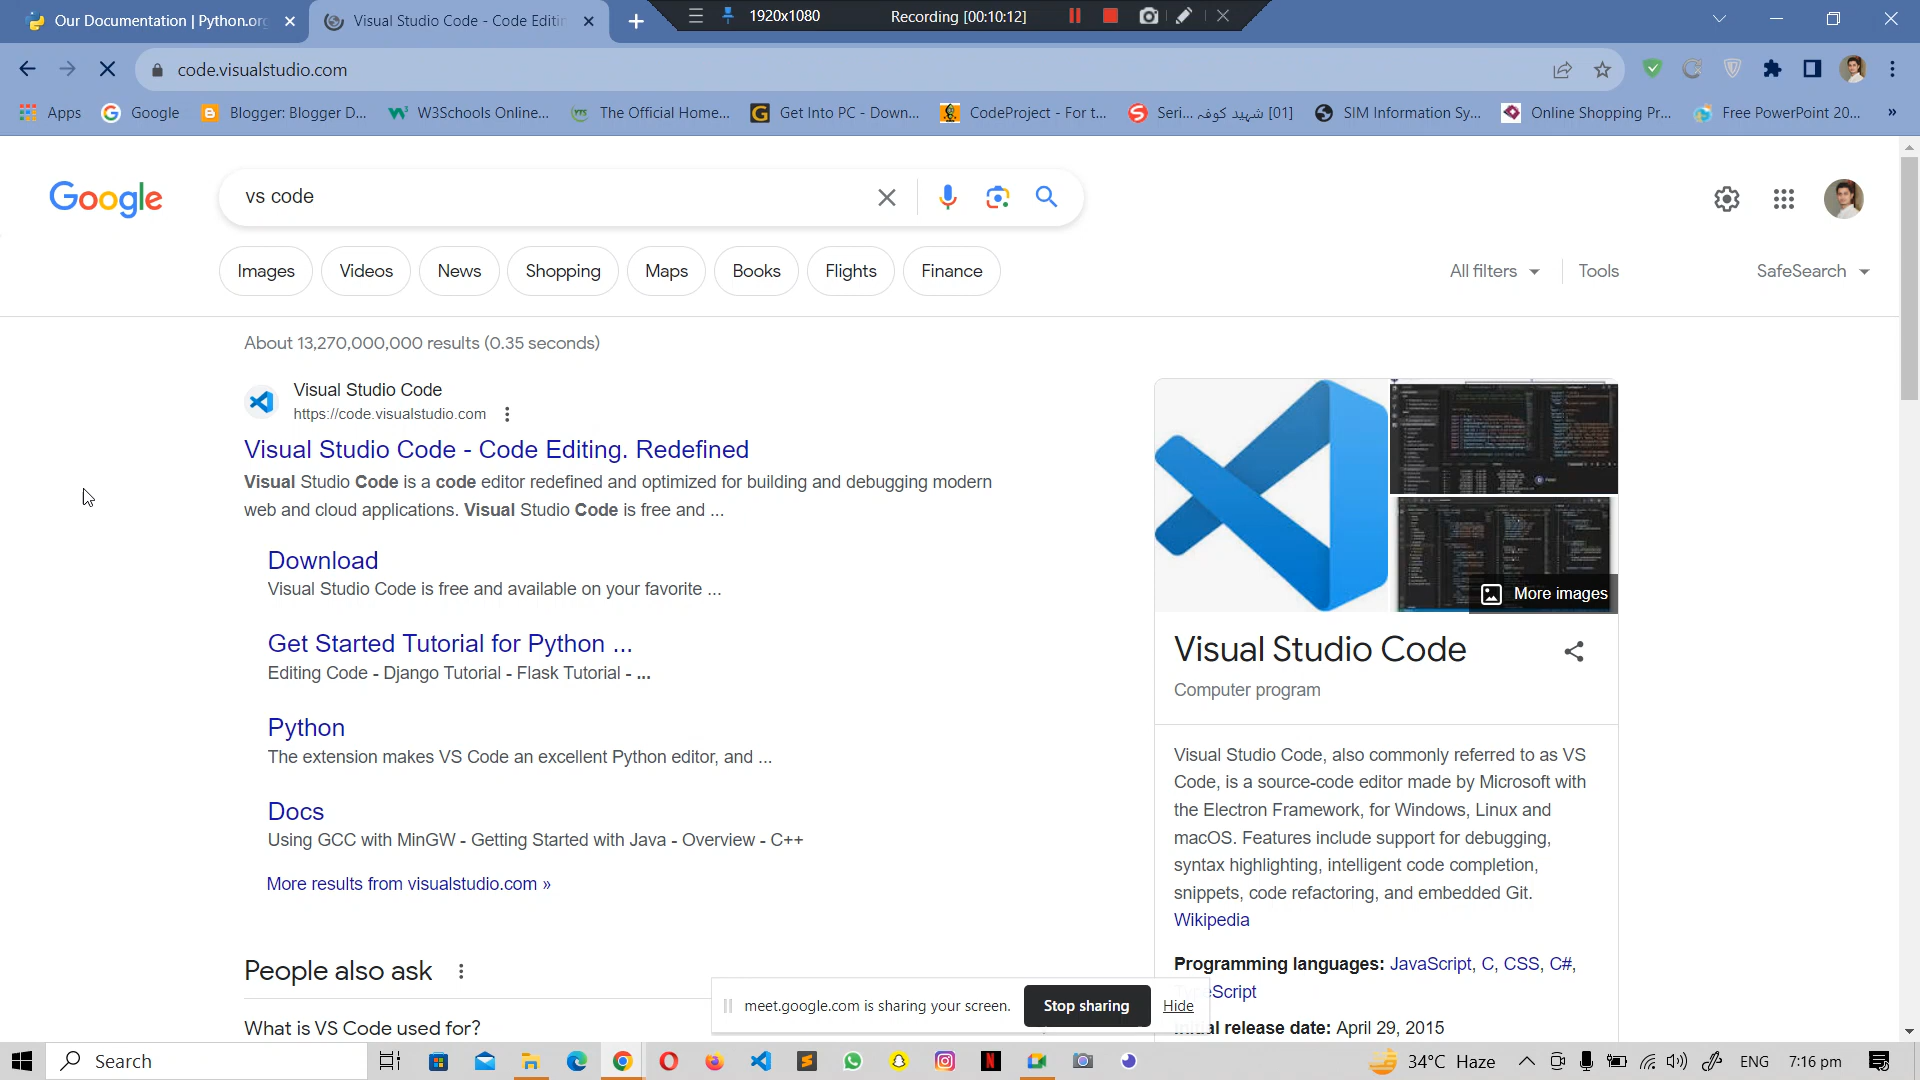 Our Documentation | Python.org
Visual Studio Code - Code Editin
1920x1080
Recording [00:10:12]
code.visualstudio.com
Apps
Google
Blogger: Blogger D...
W3Schools Online...
The Official Home...
Get Into PC - Down...
CodeProject - For t...
[01] شہید کوفہ ...Seri
SIM Information Sy...
Online Shopping Pr...
Free PowerPoint 20...
»
Google
vs code
Images
Videos
News
Shopping
Maps
Books
Flights
Finance
All filters
Tools
SafeSearch
About 13,270,000,000 results (0.35 seconds)
Visual Studio Code
https://code.visualstudio.com
Visual Studio Code - Code Editing. Redefined
Visual Studio Code is a code editor redefined and optimized for building and debugging modern
web and cloud applications. Visual Studio Code is free and ...
Download
Visual Studio Code is free and available on your favorite ...
Get Started Tutorial for Python ...
Editing Code - Django Tutorial - Flask Tutorial - ...
Python
The extension makes VS Code an excellent Python editor, and ...
Docs
Using GCC with MinGW - Getting Started with Java - Overview - C++
More results from visualstudio.com »
People also ask
What is VS Code used for?
More images
Visual Studio Code
Computer program
Visual Studio Code, also commonly referred to as VS
Code, is a source-code editor made by Microsoft with
the Electron Framework, for Windows, Linux and
macOS. Features include support for debugging,
syntax highlighting, intelligent code completion,
snippets, code refactoring, and embedded Git.
Wikipedia
Programming languages: JavaScript, C, CSS, C#,
eScript
release date: April 29, 2015
meet.google.com is sharing your screen.
Stop sharing
Hide
Search
34°C Haze
ENG
7:16 pm